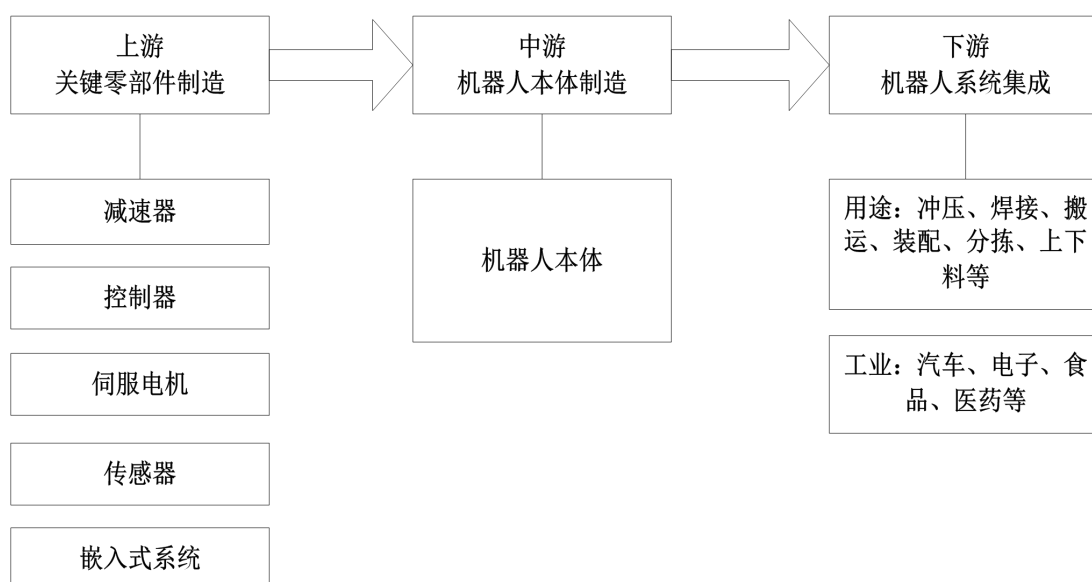 上游
关键零部件制造
中游
机器人本体制造
下游
机器人系统集成
减速器
控制器
伺服电机
传感器
嵌入式系统
机器人本体
用途：冲压、焊接、搬
运、装配、分拣、上下
料等
工业：汽车、电子、食
品、医药等